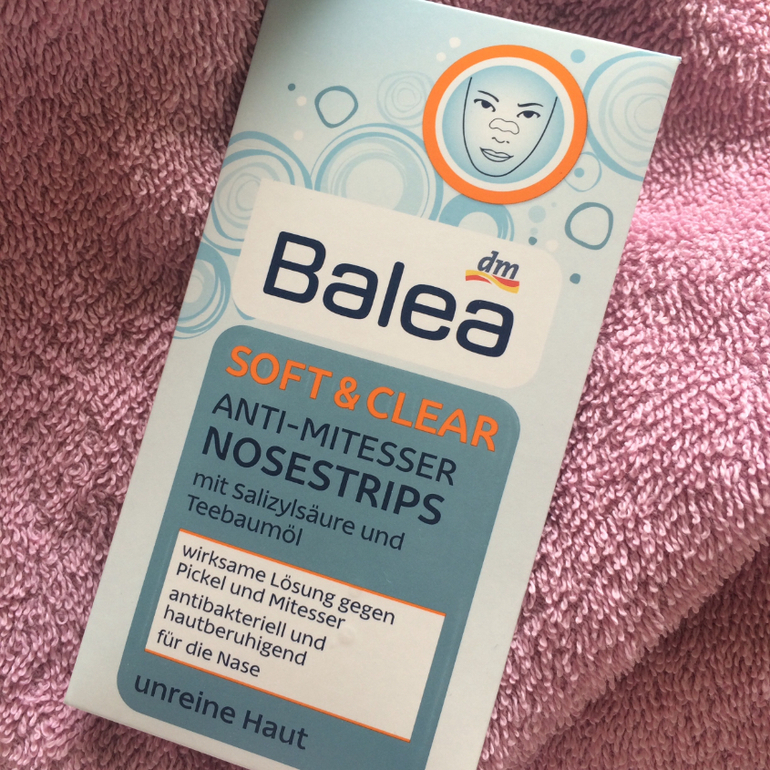 dm
Balea
SOFT & CLEAR
ANTI-MITESSER
NOSESTRIPS
mit Salizylsäure und
Teebaumöl
wirksame Lösung gegen
Pickel und Mitesser
antibakteriell und
hautberuhigend
für die Nase
unreine Haut